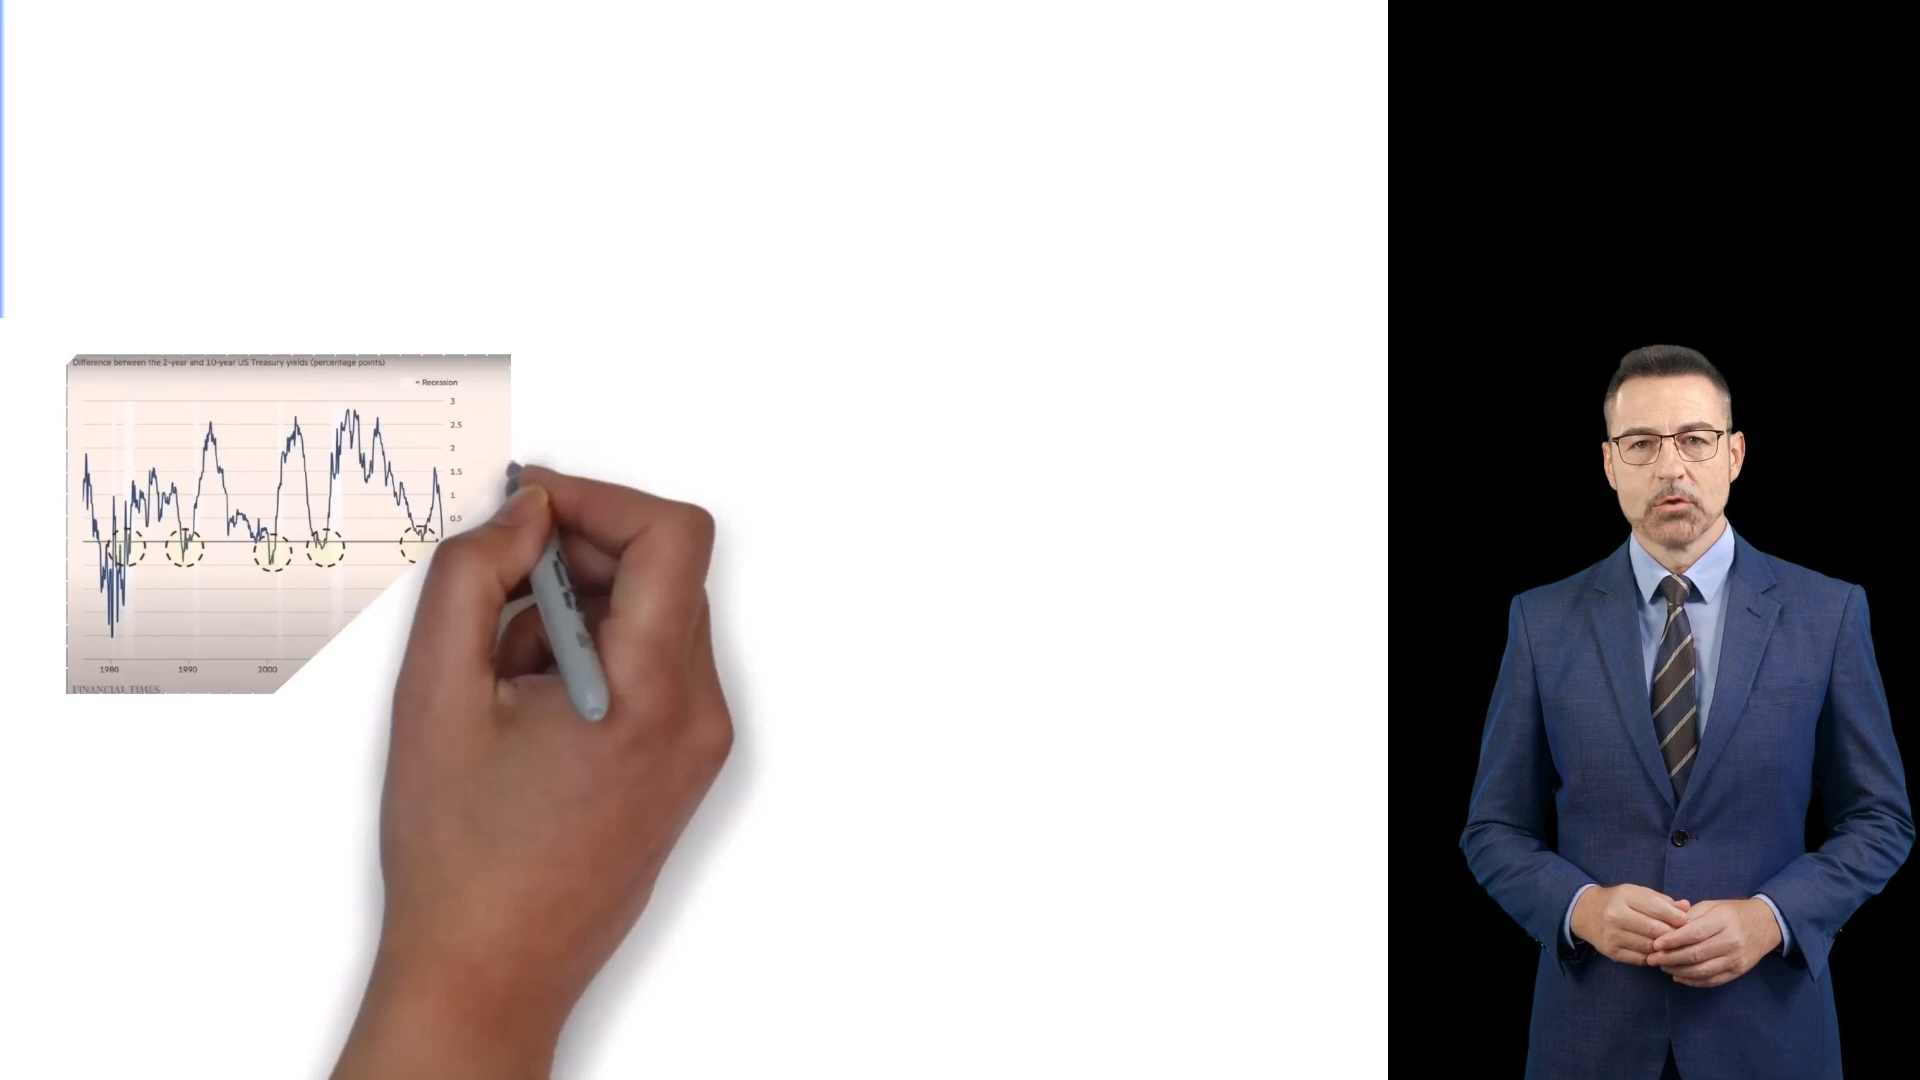 Difference between the 2-year and 10-year US Treasury yields (percentage points)
= Recession
3
2.5
2
1.5
1
0.5
1980 1990 2000
FINANCIAL TIMES